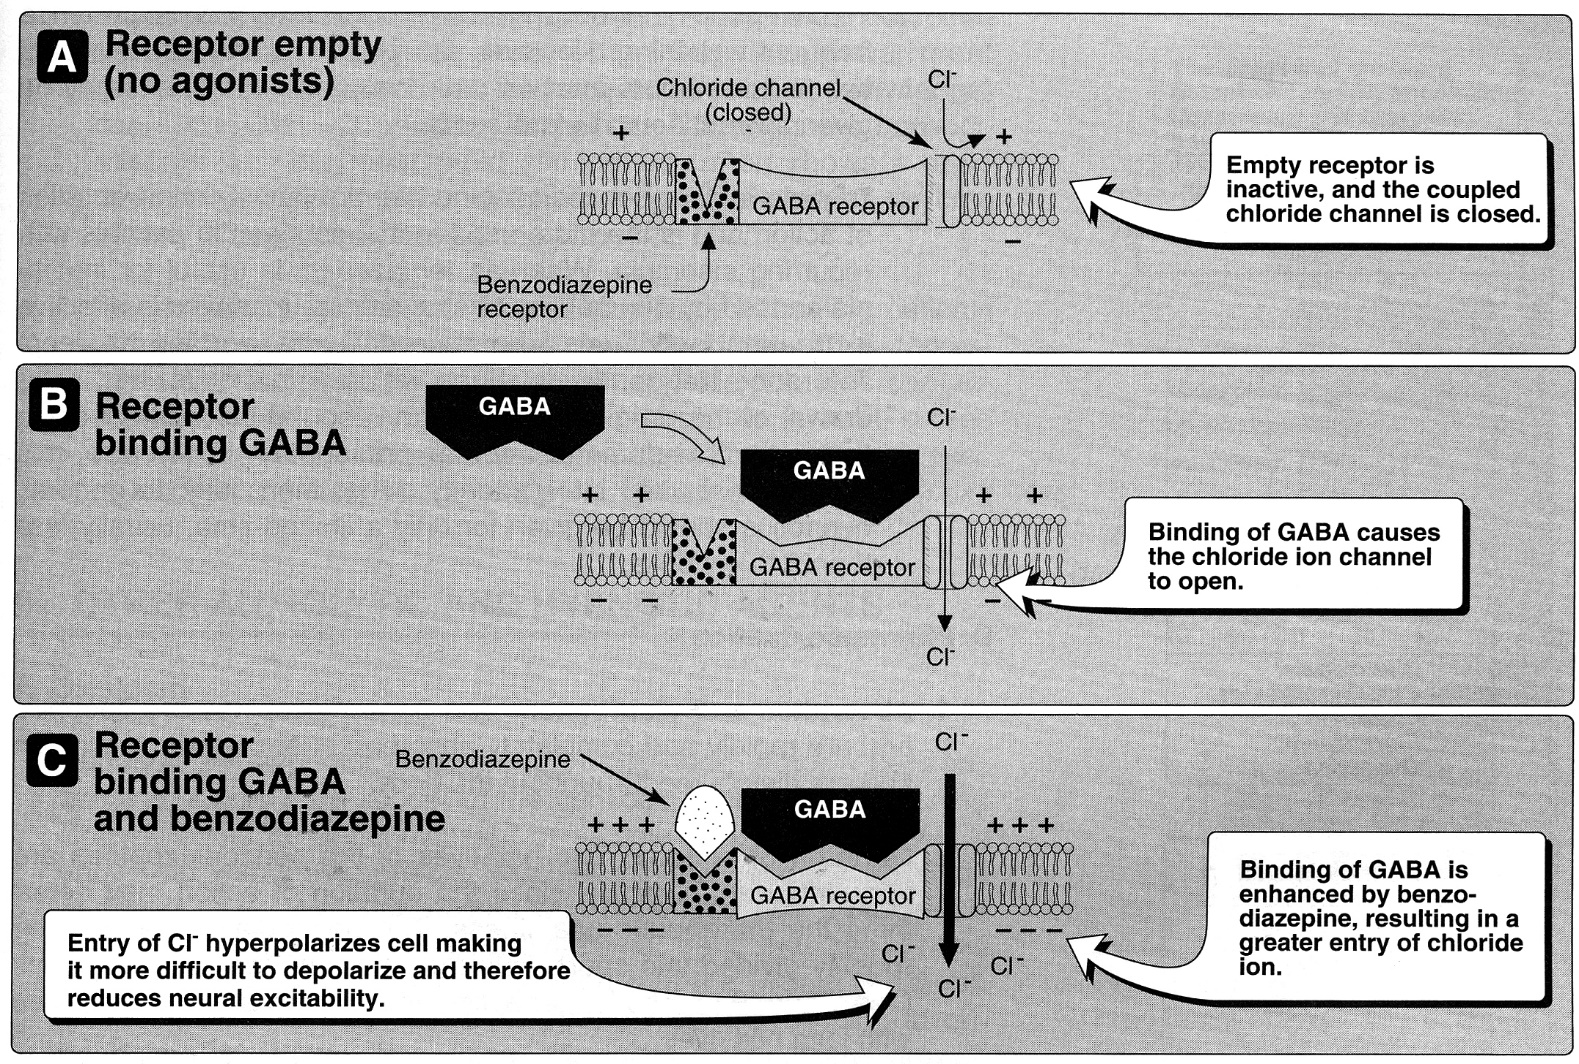 A
Receptor empty
(no agonists)
Chloride channel
(closed)
Cl⁻
+
+
GABA receptor
−
−
Benzodiazepine
receptor
Empty receptor is
inactive, and the coupled
chloride channel is closed.
B
Receptor
binding GABA
GABA
GABA
Cl⁻
+ +
+ +
GABA receptor
− −
− −
Cl⁻
Binding of GABA causes
the chloride ion channel
to open.
C
Receptor
binding GABA
and benzodiazepine
Benzodiazepine
GABA
Cl⁻
+ + +
+ + +
GABA receptor
− − −
− − −
Cl⁻
Cl⁻
Cl⁻
Binding of GABA is
enhanced by benzo-
diazepine, resulting in a
greater entry of chloride
ion.
Entry of Cl⁻ hyperpolarizes cell making
it more difficult to depolarize and therefore
reduces neural excitability.